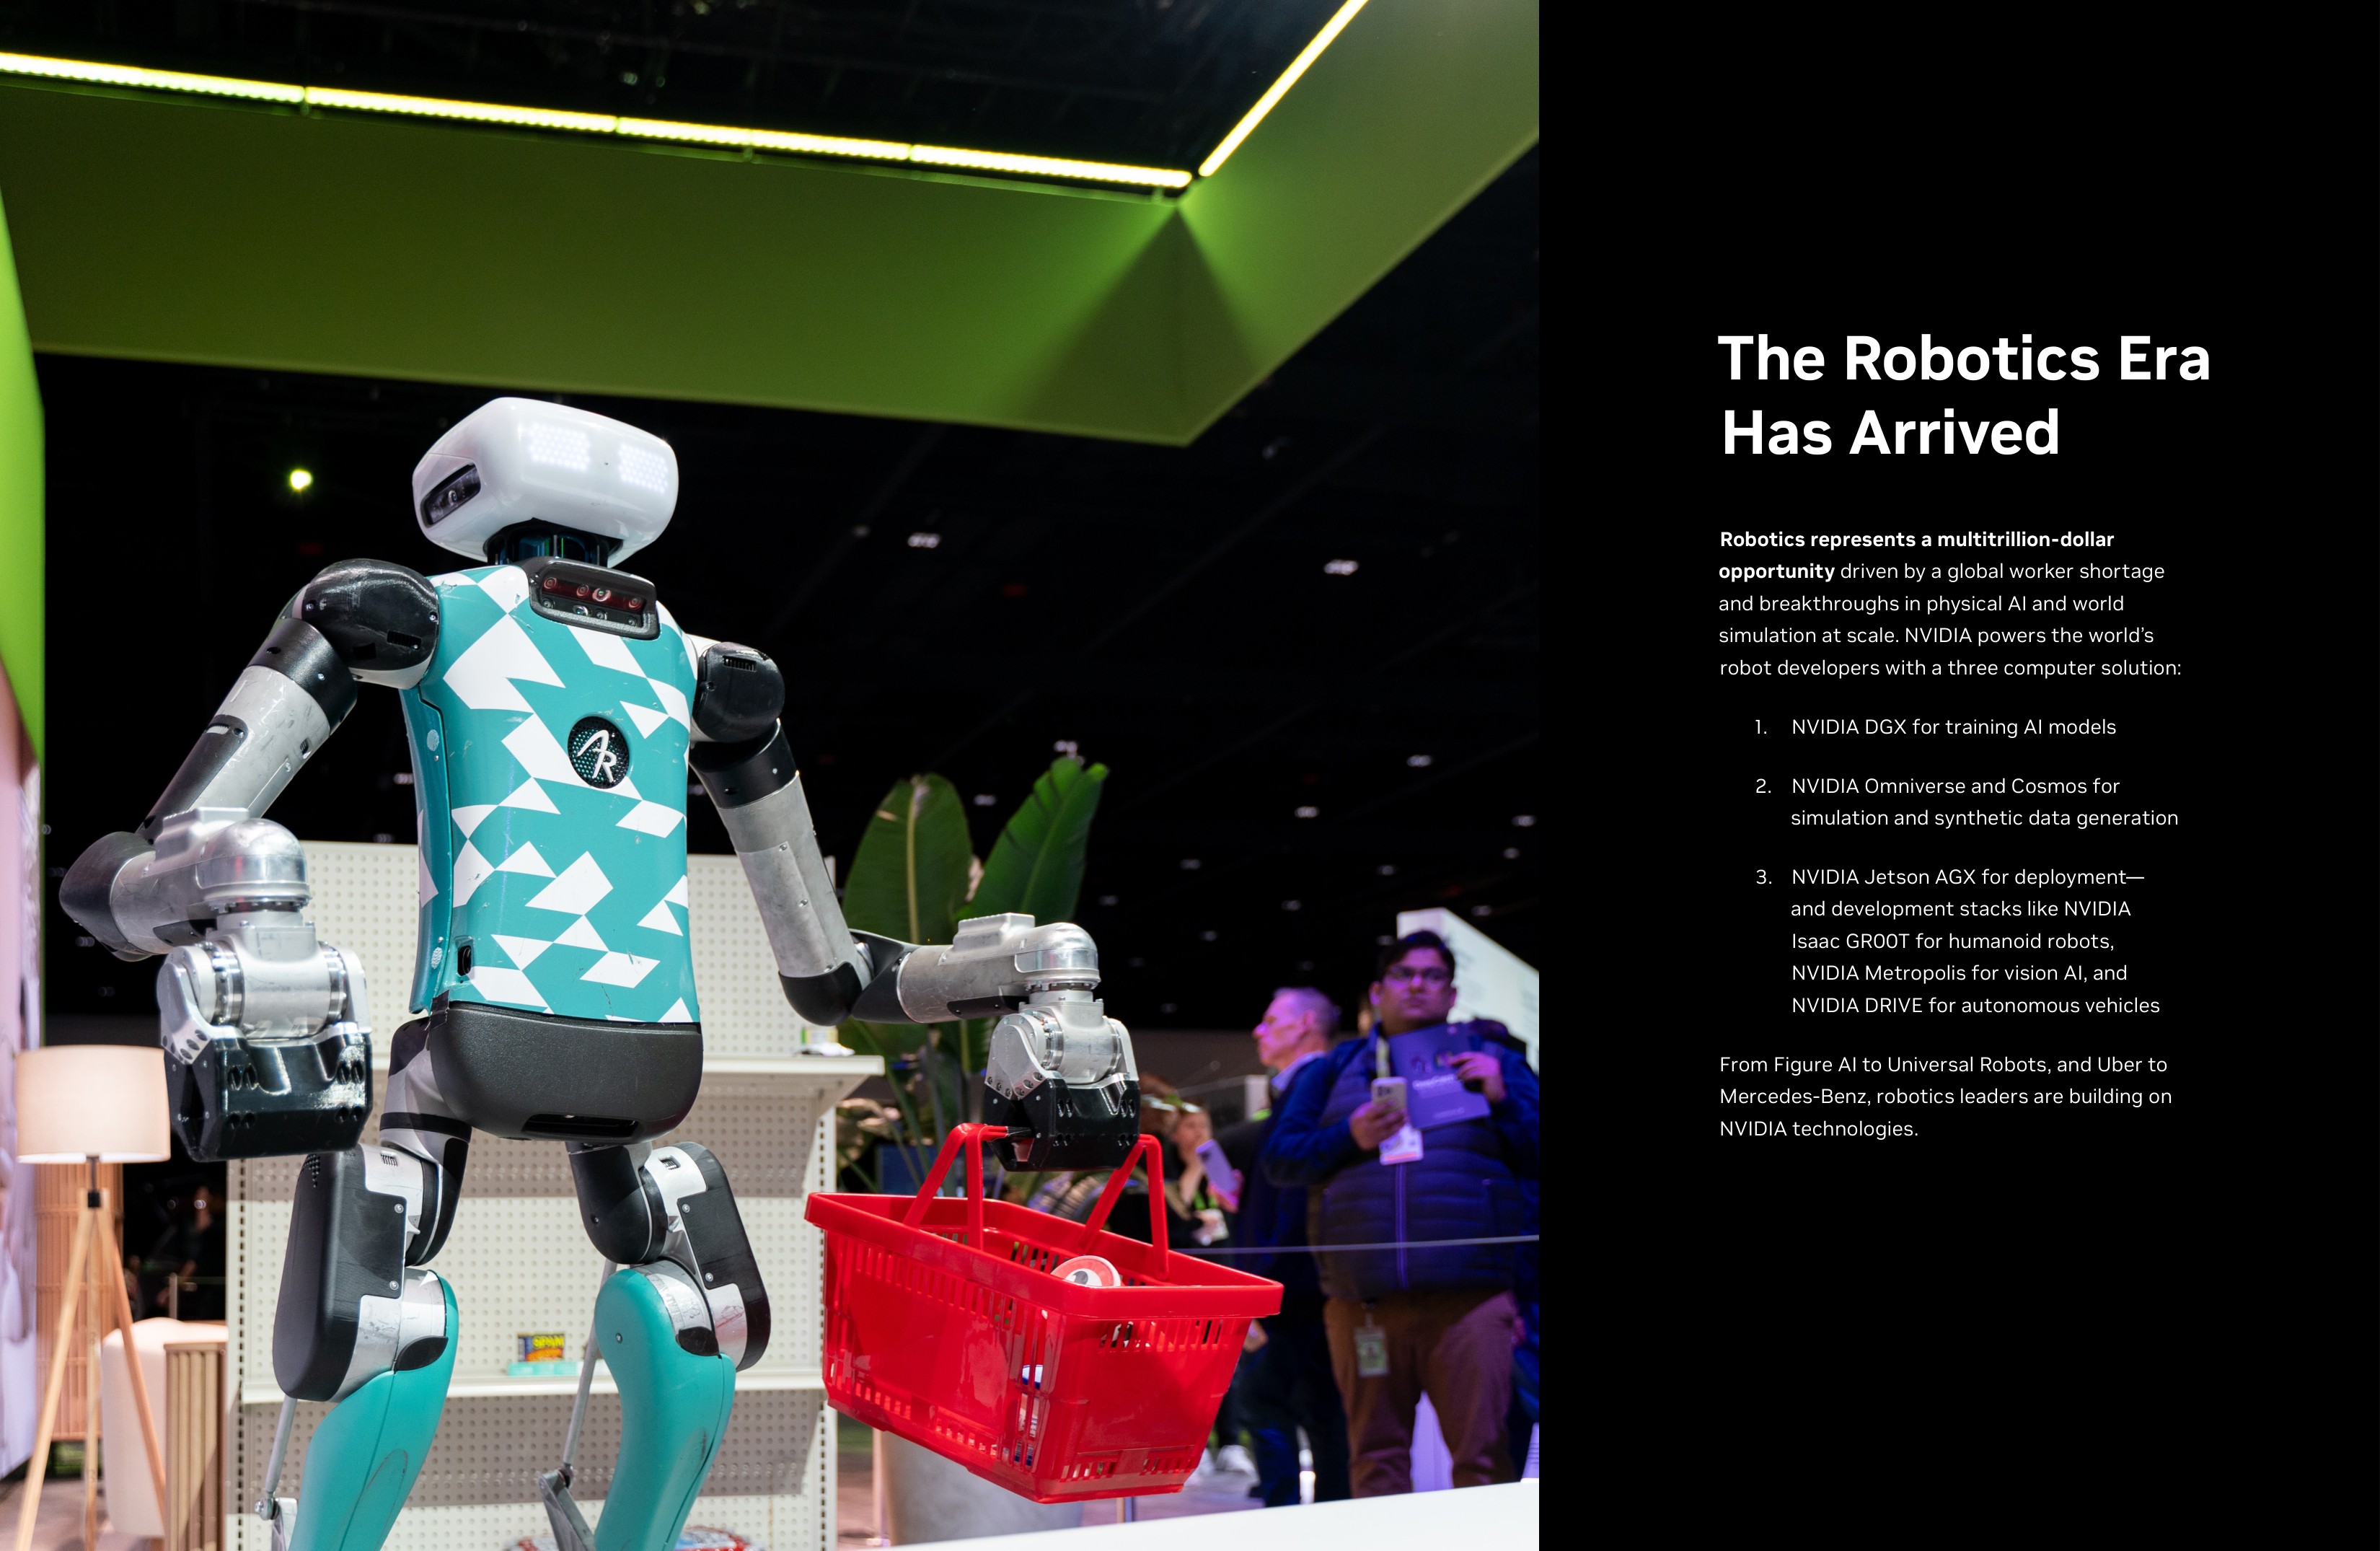 AR
SPAM
The Robotics Era
Has Arrived
Robotics represents a multitrillion-dollar
opportunity driven by a global worker shortage
and breakthroughs in physical AI and world
simulation at scale. NVIDIA powers the world’s
robot developers with a three computer solution:
1. NVIDIA DGX for training AI models
2. NVIDIA Omniverse and Cosmos for
simulation and synthetic data generation
3. NVIDIA Jetson AGX for deployment—
and development stacks like NVIDIA
Isaac GR00T for humanoid robots,
NVIDIA Metropolis for vision AI, and
NVIDIA DRIVE for autonomous vehicles
From Figure AI to Universal Robots, and Uber to
Mercedes-Benz, robotics leaders are building on
NVIDIA technologies.